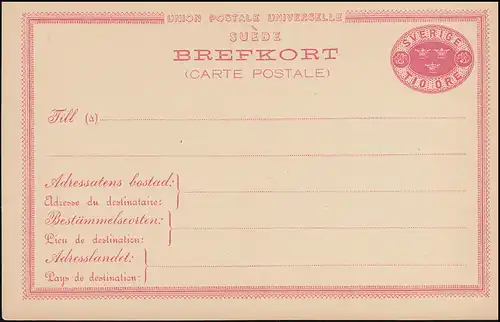 UNION POSTALE UNIVERSELLE
SUÈDE
BREFKORT
(CARTE POSTALE)
SVERIGE
TIO ÖRE
Till (à)
Adressatens bostad:
Adresse du destinataire:
Bestämmelseorten:
Lieu de destination:
Adresslandet:
Pays de destination: